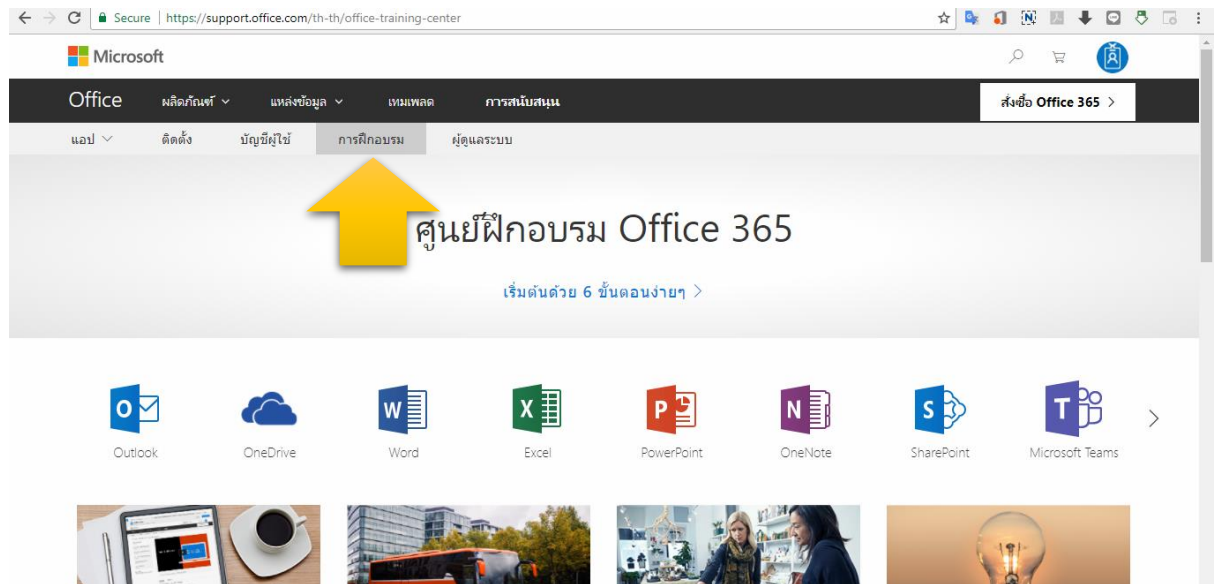 Secure https://support.office.com/th-th/office-training-center
Microsoft
Office ผลิตภัณฑ์ แหล่งข้อมูล เทมเพลต การสนับสนุน สั่งซื้อ Office 365
แอป ติดตั้ง บัญชีผู้ใช้ การฝึกอบรม ผู้ดูแลระบบ
ศูนย์ฝึกอบรม Office 365
เริ่มต้นด้วย 6 ขั้นตอนง่ายๆ
Outlook OneDrive Word Excel PowerPoint OneNote SharePoint Microsoft Teams